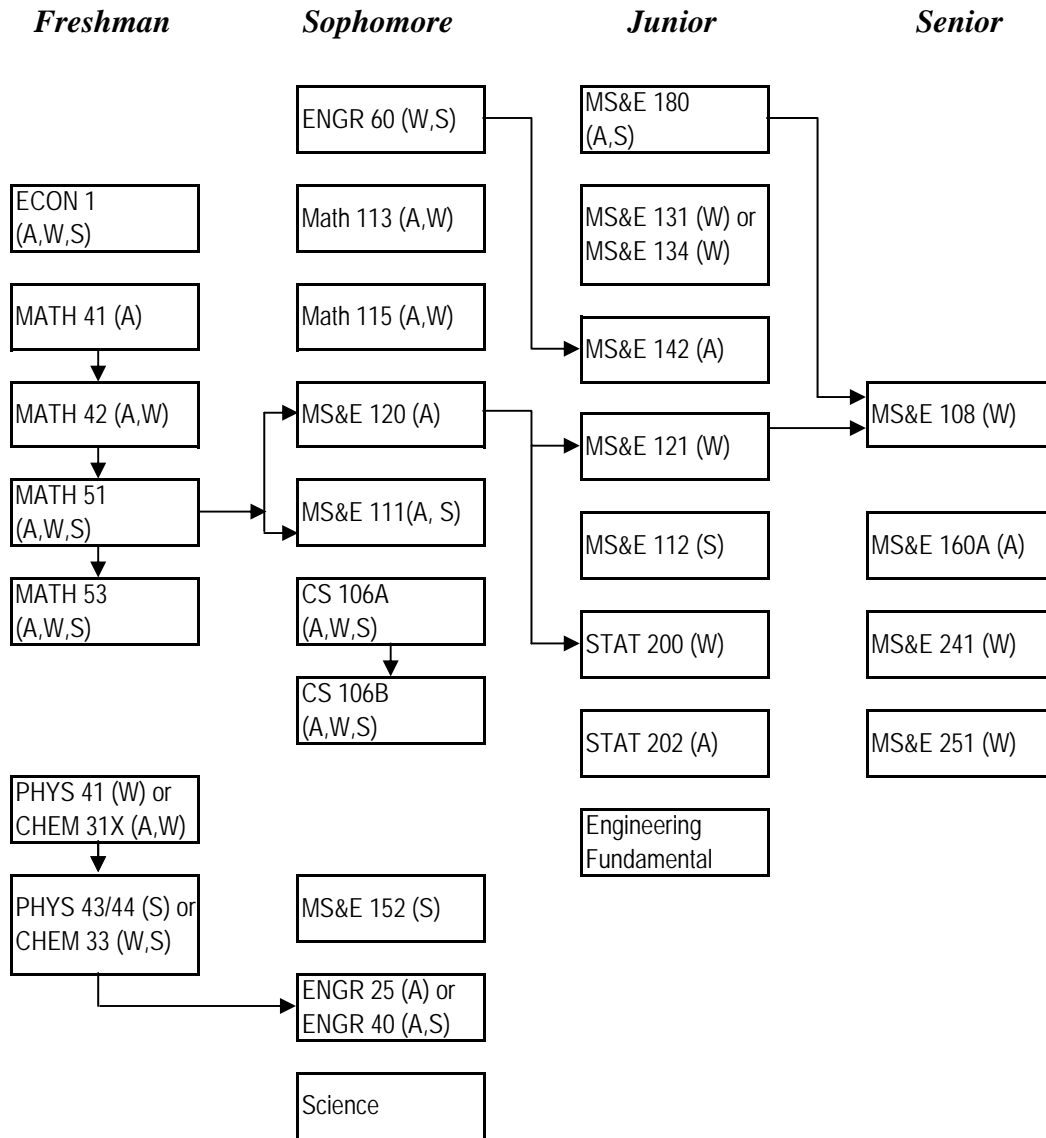 Freshman
Sophomore
Junior
Senior
ECON 1
(A,W,S)
MATH 41 (A)
MATH 42 (A,W)
MATH 51
(A,W,S)
MATH 53
(A,W,S)
PHYS 41 (W) or
CHEM 31X (A,W)
PHYS 43/44 (S) or
CHEM 33 (W,S)
ENGR 60 (W,S)
Math 113 (A,W)
Math 115 (A,W)
MS&E 120 (A)
MS&E 111(A, S)
CS 106A
(A,W,S)
CS 106B
(A,W,S)
MS&E 152 (S)
ENGR 25 (A) or
ENGR 40 (A,S)
Science
MS&E 180
(A,S)
MS&E 131 (W) or
MS&E 134 (W)
MS&E 142 (A)
MS&E 121 (W)
MS&E 112 (S)
STAT 200 (W)
STAT 202 (A)
Engineering
Fundamental
MS&E 108 (W)
MS&E 160A (A)
MS&E 241 (W)
MS&E 251 (W)